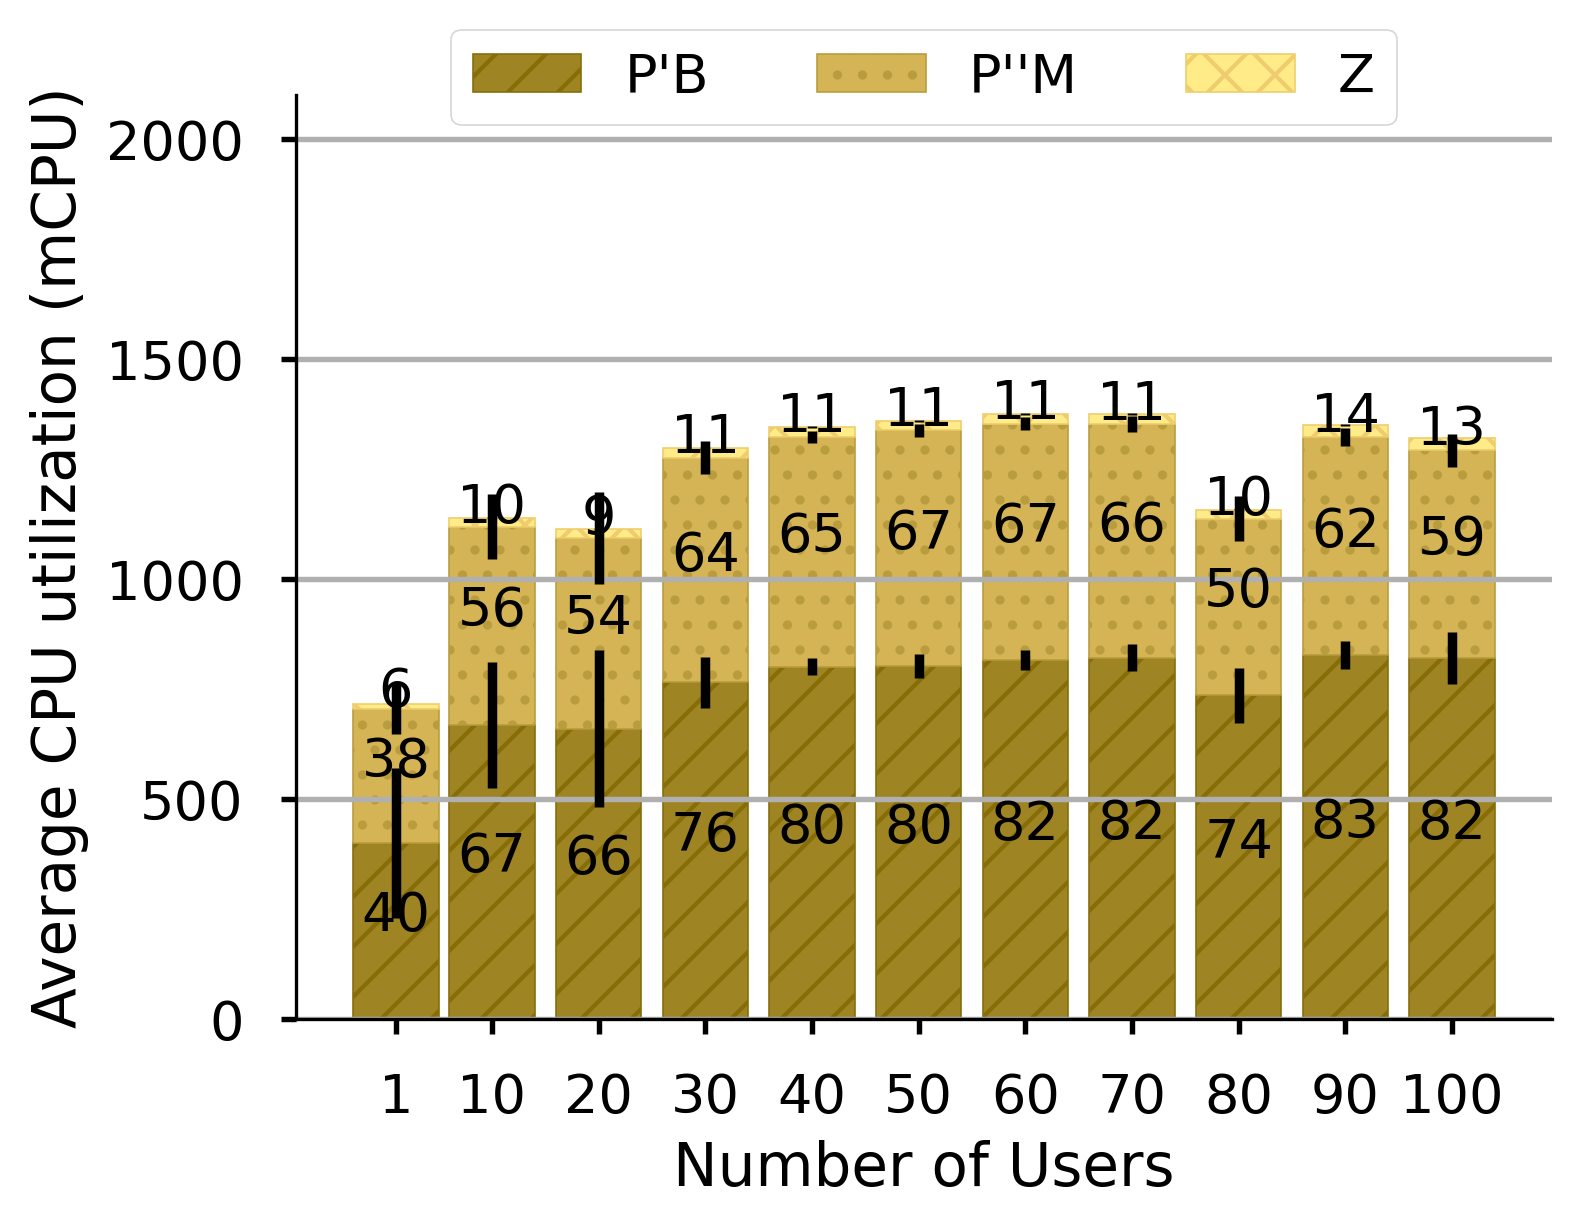 P'B P''M Z
Average CPU utilization (mCPU)
2000
1500
1000
500
0
6 10 9 11 11 11 11 11 10 14 13
38 56 54 64 65 67 67 66 50 62 59
40 67 66 76 80 80 82 82 74 83 82
1 10 20 30 40 50 60 70 80 90 100
Number of Users